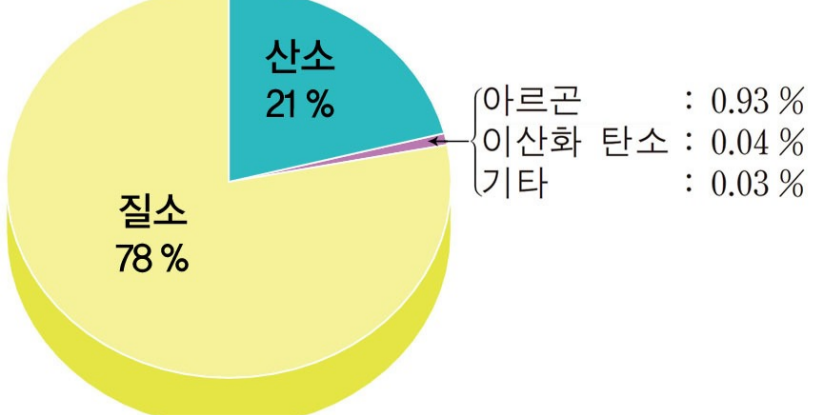 산소
21 %
아르곤 : 0.93 %
이산화 탄소 : 0.04 %
기타 : 0.03 %
질소
78 %